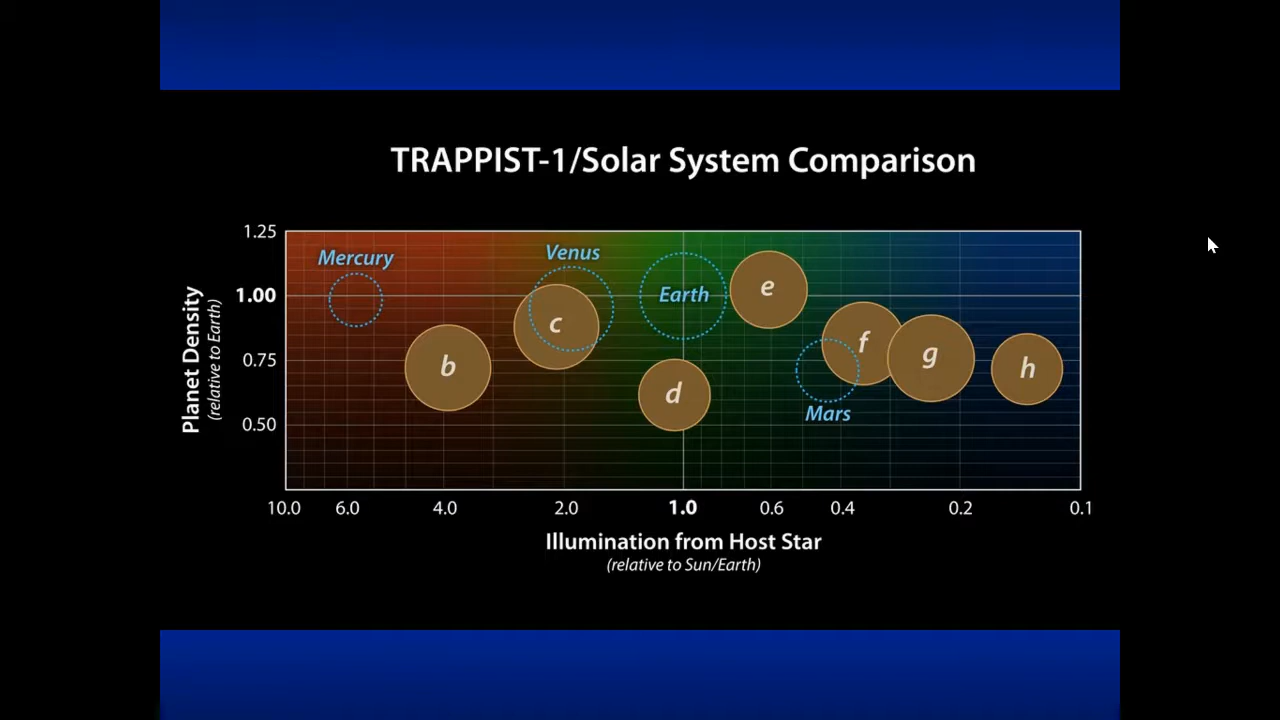 TRAPPIST-1/Solar System Comparison
Planet Density
(relative to Earth)
1.25
1.00
0.75
0.50
Mercury
Venus
Earth
Mars
b
c
d
e
f
g
h
10.0 6.0 4.0 2.0 1.0 0.6 0.4 0.2 0.1
Illumination from Host Star
(relative to Sun/Earth)